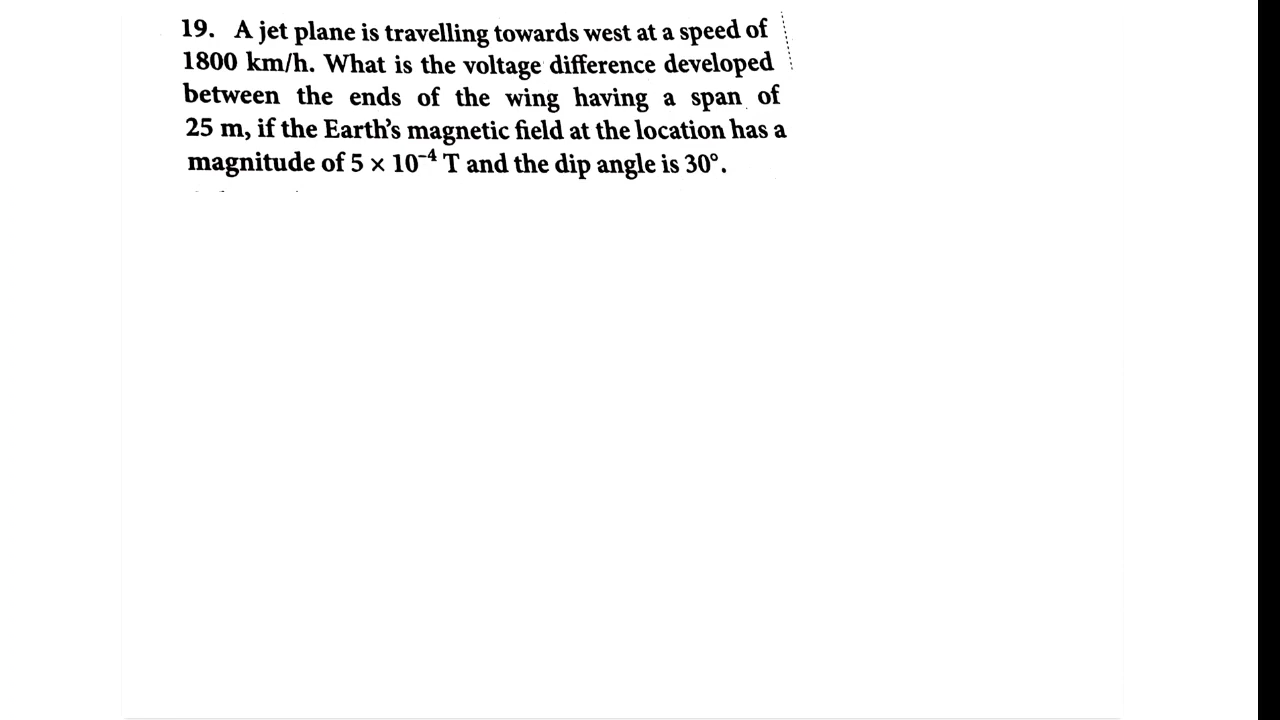 19. A jet plane is travelling towards west at a speed of
1800 km/h. What is the voltage difference developed
between the ends of the wing having a span of
25 m, if the Earth's magnetic field at the location has a
magnitude of 5 × 10⁻⁴ T and the dip angle is 30°.